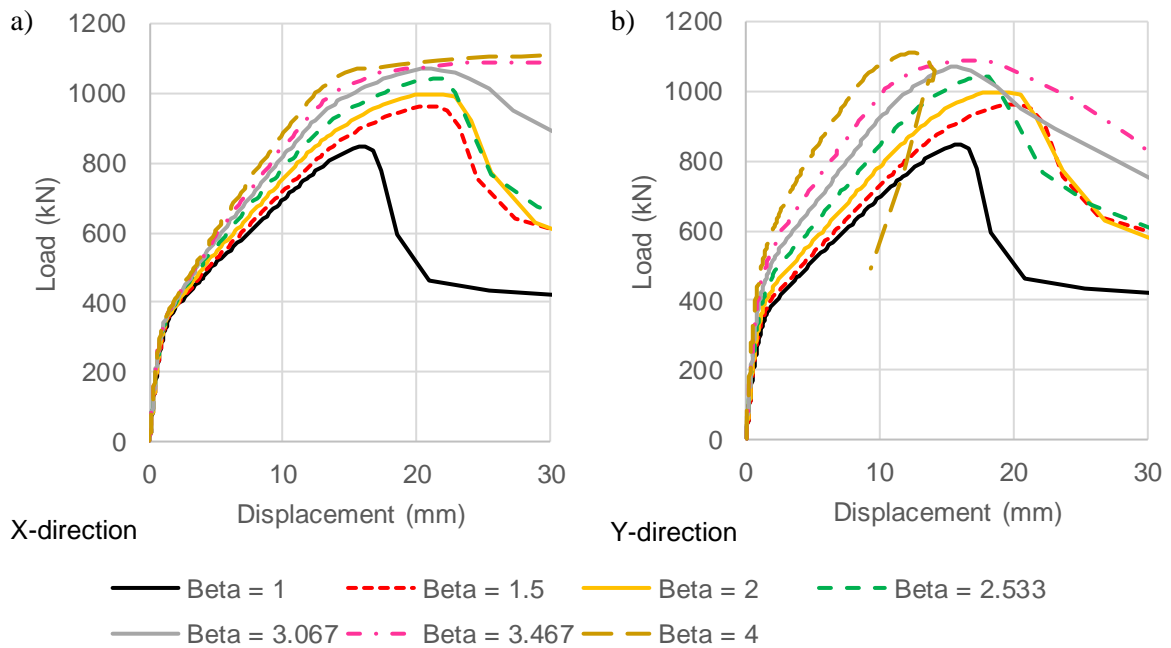 a)
1200
1000
800
600
400
200
0
Load (kN)
0 10 20 30
Displacement (mm)
X-direction
b)
1200
1000
800
600
400
200
0
Load (kN)
0 10 20 30
Displacement (mm)
Y-direction
Beta = 1 Beta = 1.5 Beta = 2 Beta = 2.533
Beta = 3.067 Beta = 3.467 Beta = 4